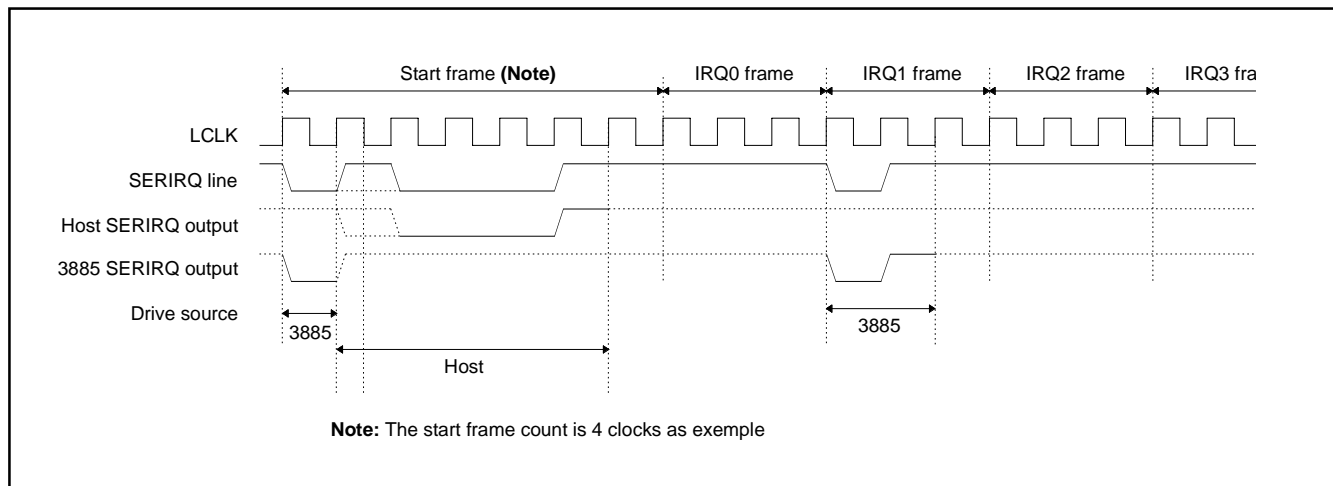 Start frame (Note)
IRQ0 frame
IRQ1 frame
IRQ2 frame
IRQ3 fra
LCLK
SERIRQ line
Host SERIRQ output
3885 SERIRQ output
Drive source
3885
3885
Host
Note: The start frame count is 4 clocks as exemple